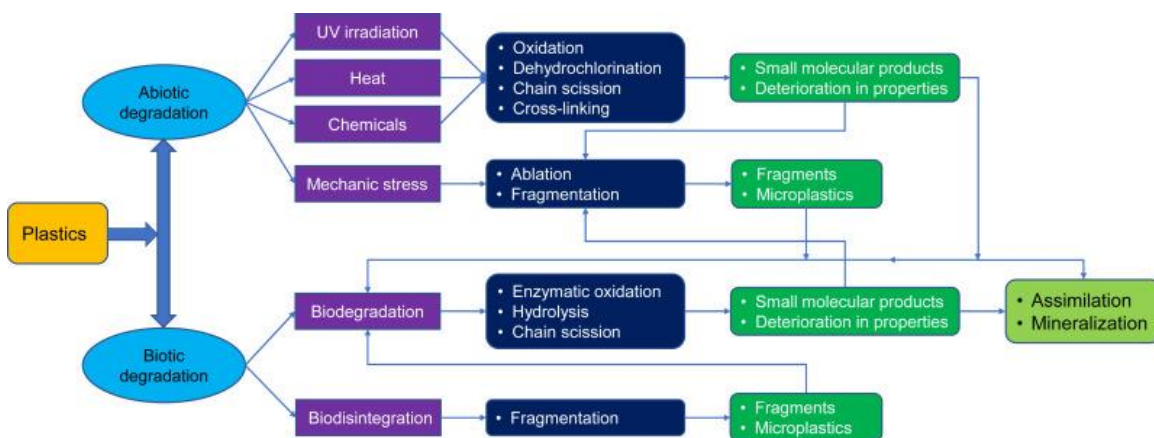 UV irradiation
• Oxidation
• Dehydrochlorination
• Chain scission
• Cross-linking
• Small molecular products
• Deterioration in properties
Heat
Abiotic
degradation
Chemicals
Mechanic stress
• Ablation
• Fragmentation
• Fragments
• Microplastics
Plastics
Biodegradation
• Enzymatic oxidation
• Hydrolysis
• Chain scission
• Small molecular products
• Deterioration in properties
• Assimilation
• Mineralization
Biotic
degradation
Biodisintegration
• Fragmentation
• Fragments
• Microplastics